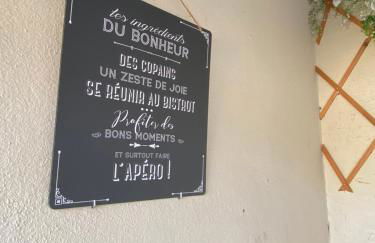 les ingrédients
DU BONHEUR
DES COPAINS
UN ZESTE DE JOIE
SE RÉUNIR AU BISTROT
...
Profiter des
BONS MOMENTS
ET SURTOUT FAIRE
L'APÉRO !